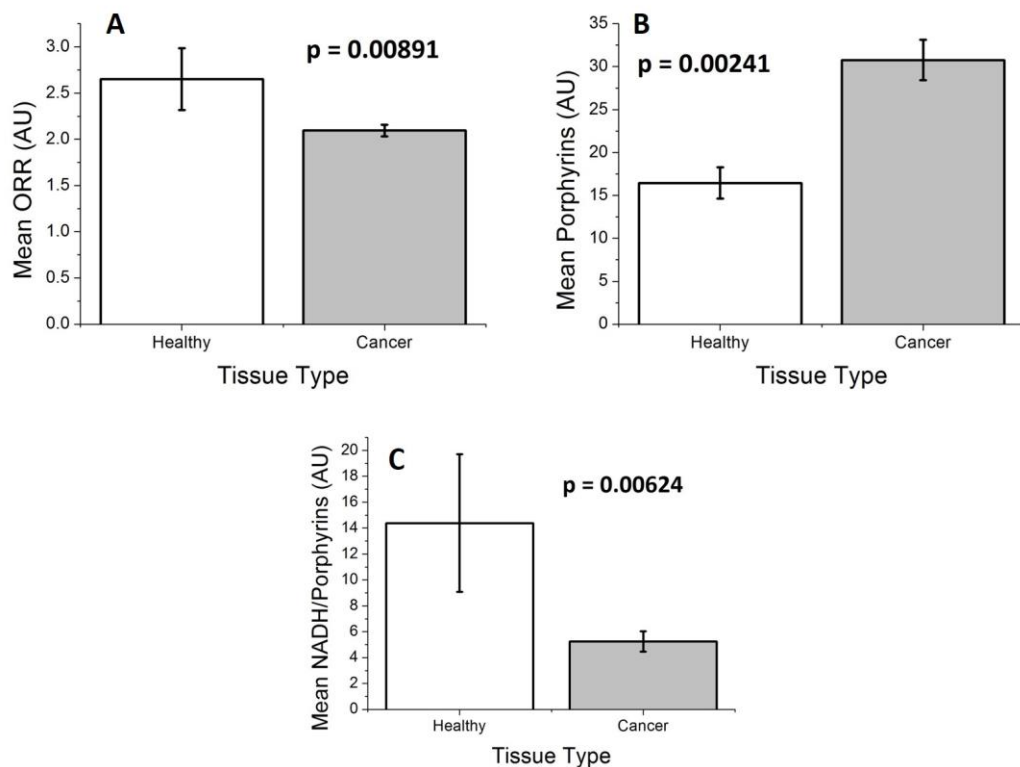 A
p = 0.00891
Mean ORR (AU)
3.0
2.5
2.0
1.5
1.0
0.5
0.0
Healthy
Cancer
Tissue Type
B
p = 0.00241
Mean Porphyrins (AU)
35
30
25
20
15
10
5
0
Healthy
Cancer
Tissue Type
C
p = 0.00624
Mean NADH/Porphyrins (AU)
20
18
16
14
12
10
8
6
4
2
0
Healthy
Cancer
Tissue Type